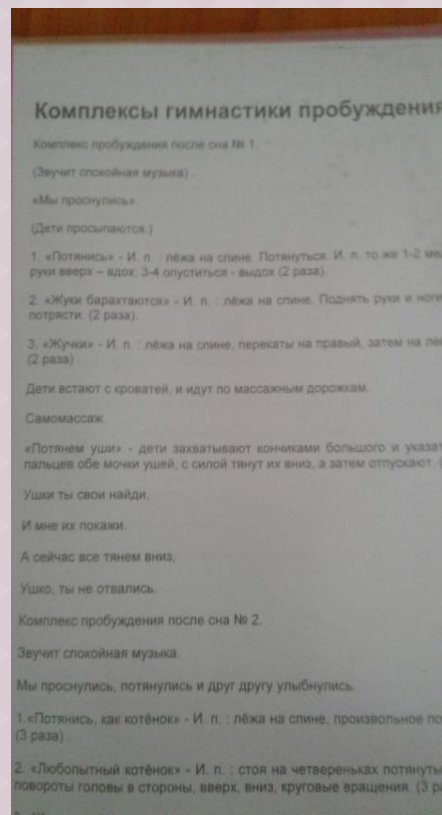 Комплексы гимнастики пробуждения
Комплекс пробуждения после сна № 1.
(Звучит спокойная музыка).
«Мы проснулись».
(Дети просыпаются.)
1. «Потянись» - И. п. : лёжа на спине. Потянуться. И. п. то же 1-2
руки вверх – вдох; 3-4 опуститься - выдох (2 раза).
2. «Жуки барахтаются» - И. п. : лёжа на спине. Поднять руки и ноги
потрясти. (2 раза).
3. «Жучки» - И. п. : лёжа на спине, перекаты на правый, затем на
(2 раза).
Дети встают с кроватей, и идут по массажным дорожкам.
Самомассаж.
«Потянем уши» - дети захватывают кончиками большого и
пальцев обе мочки ушей, с силой тянут их вниз, а затем отпускают.
Ушки ты свои найди,
И мне их покажи.
А сейчас все тянем вниз,
Ушко, ты не отвались.
Комплекс пробуждения после сна № 2.
Звучит спокойная музыка.
Мы проснулись, потянулись и друг другу улыбнулись.
1.«Потянись, как котёнок» - И. п. : лёжа на спине, произвольное
(3 раза).
2. «Любопытный котёнок» - И. п. : стоя на четвереньках
повороты головы в стороны, вверх, вниз, круговые вращения. (3